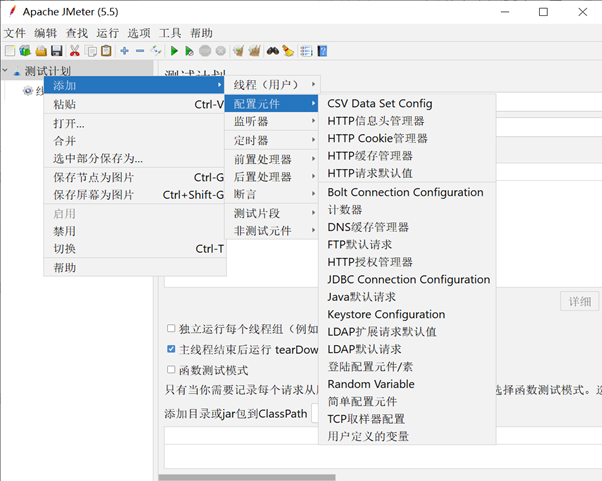 Apache JMeter (5.5)
文件 编辑 查找 运行 选项 工具 帮助
测试计划
添加
粘贴 Ctrl-V
打开...
合并
选中部分保存为...
保存节点为图片 Ctrl-G
保存屏幕为图片 Ctrl+Shift-G
启用
禁用
切换 Ctrl-T
帮助
线程（用户）
配置元件
监听器
定时器
前置处理器
后置处理器
断言
测试片段
非测试元件
CSV Data Set Config
HTTP信息头管理器
HTTP Cookie管理器
HTTP缓存管理器
HTTP请求默认值
Bolt Connection Configuration
计数器
DNS缓存管理器
FTP默认请求
HTTP授权管理器
JDBC Connection Configuration
Java默认请求
Keystore Configuration
LDAP扩展请求默认值
LDAP默认请求
登陆配置元件/素
Random Variable
简单配置元件
TCP取样器配置
用户定义的变量
详细
独立运行每个线程组（例如
主线程结束后运行 tearDow
函数测试模式
只有当你需要记录每个请求从 选择函数测试模式。
添加目录或jar包到ClassPath